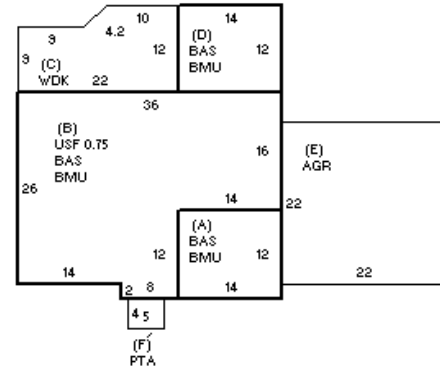 10
14
9
4.2
12
(D)
BAS
BMU
12
9
(C)
WDK
22
36
(B)
USF 0.75
BAS
BMU
16
(E)
AGR
26
14
22
(A)
BAS
BMU
12
12
14
2
8
14
22
4
5
(F)
PTA